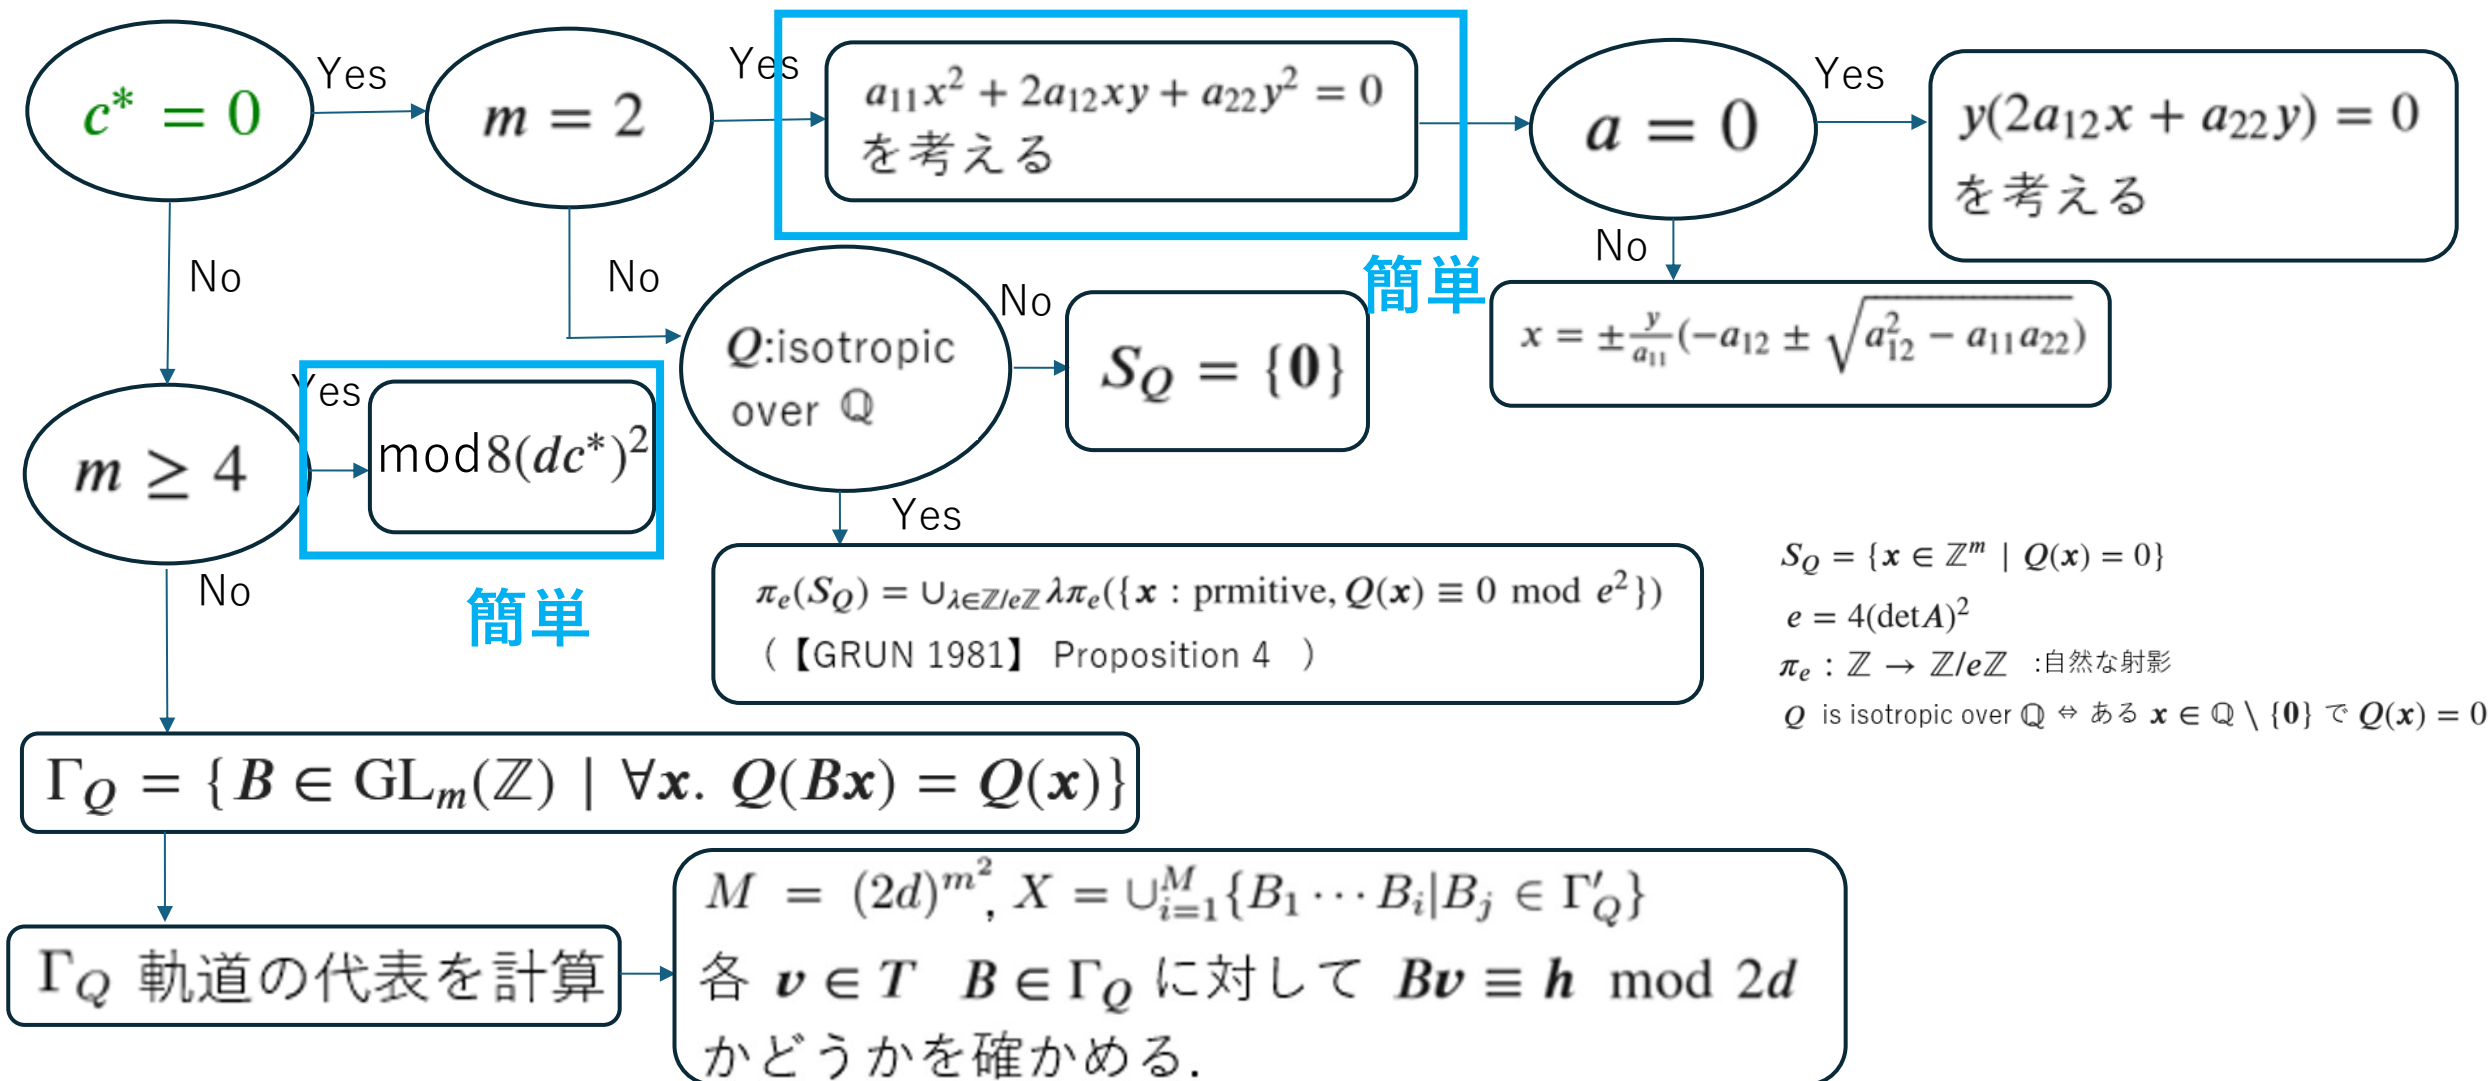 c* = 0
Yes
m = 2
Yes
a₁₁x² + 2a₁₂xy + a₂₂y² = 0
を考える
a = 0
Yes
y(2a₁₂x + a₂₂y) = 0
を考える
No
No
No
No
簡単
Q:isotropic
over ℚ
S_Q = {𝟎}
x = ±\frac{y}{a₁₁}(−a₁₂ ± \sqrt{a₁₂² − a₁₁a₂₂})
m ≥ 4
Yes
mod8(dc*)²
簡単
No
Yes
π_e(S_Q) = ∪_{λ∈ℤ/eℤ} λπ_e({𝒙 : prmitive, Q(𝒙) ≡ 0 mod e²})
(【GRUN 1981】 Proposition 4 )
S_Q = {𝒙 ∈ ℤᵐ | Q(𝒙) = 0}
e = 4(det𝑨)²
π_e : ℤ → ℤ/eℤ :自然な射影
Q is isotropic over ℚ ⇔ ある 𝒙 ∈ ℚ \ {𝟎} で Q(𝒙) = 0
Γ_Q = {𝑩 ∈ GL_m(ℤ) | ∀𝒙. Q(𝑩𝒙) = Q(𝒙)}
Γ_Q 軌道の代表を計算
M = (2d)^{m²}, X = ∪_{i=1}^{M}{B₁ ⋯ B_i|B_j ∈ Γ′_Q}
各 𝒗 ∈ T 𝑩 ∈ Γ_Q に対して 𝑩𝒗 ≡ 𝒉 mod 2d
かどうかを確かめる.